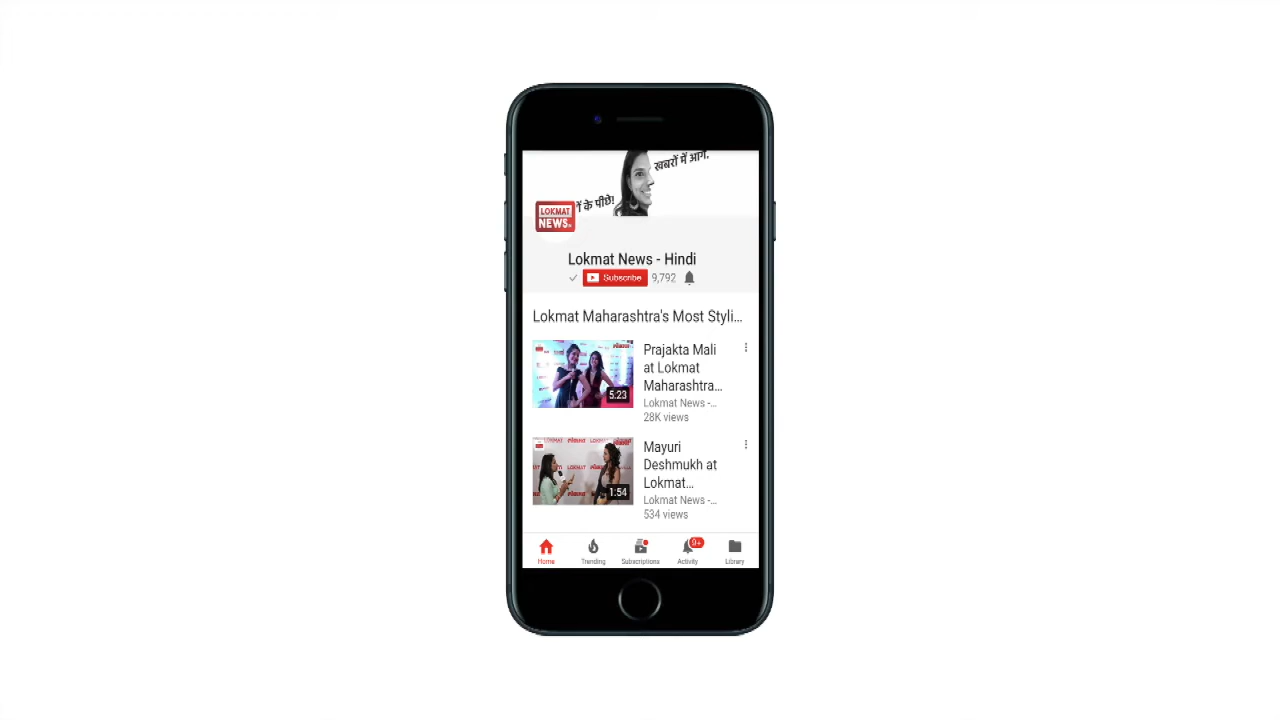 खबरों में आगे.
के पीछे!
LOKMAT
NEWS
Lokmat News - Hindi
Subscribe 9,792
Lokmat Maharashtra's Most Styli…
Prajakta Mali
at Lokmat
Maharashtra…
Lokmat News -…
28K views
5:23
Mayuri
Deshmukh at
Lokmat…
Lokmat News -…
534 views
1:54
LOKMAT
9+
Home Trending Subscriptions Activity Library